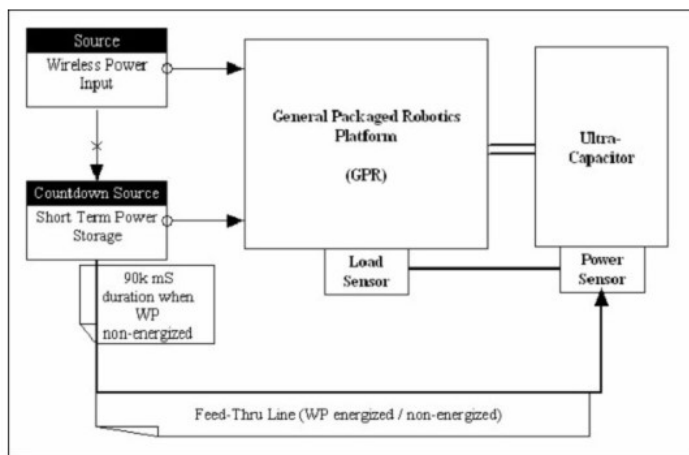 Source
Wireless Power
Input
Countdown Source
Short Term Power
Storage
90k mS
duration when
WP
non-energized
General Packaged Robotics
Platform
(GPR)
Load
Sensor
Ultra-
Capacitor
Power
Sensor
Feed-Thru Line (WP energized / non-energized)